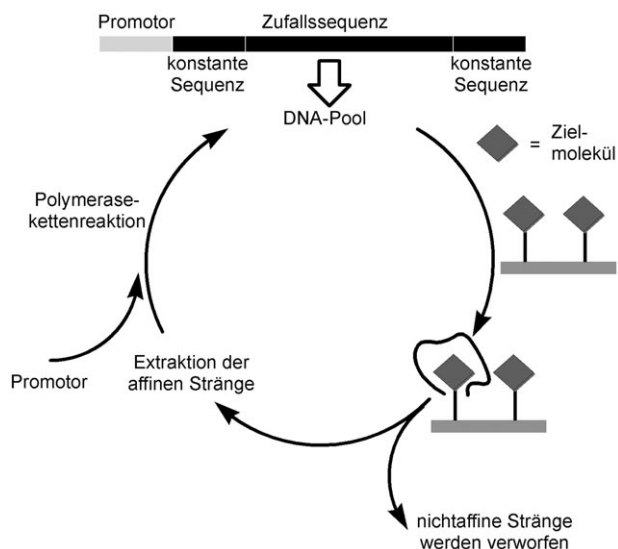 Promotor
Zufallssequenz
konstante
Sequenz
konstante
Sequenz
DNA-Pool
= Ziel-
molekül
Polymerase-
kettenreaktion
Promotor
Extraktion der
affinen Stränge
nichtaffine Stränge
werden verworfen